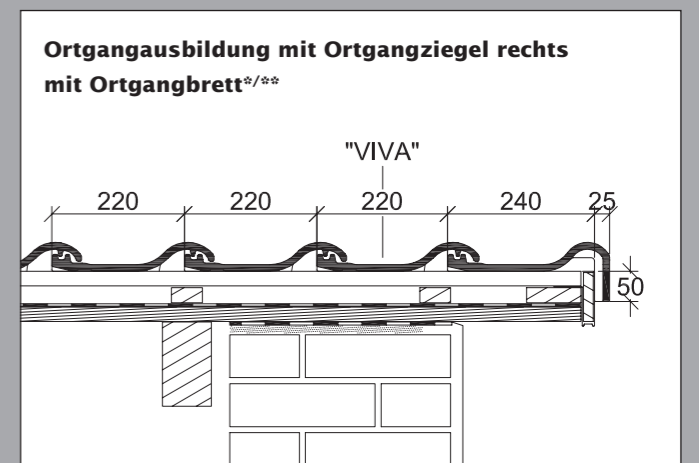 Ortgangausbildung mit Ortgangziegel rechts
mit Ortgangbrett*/**
"VIVA"
220 220 220 240 25
50